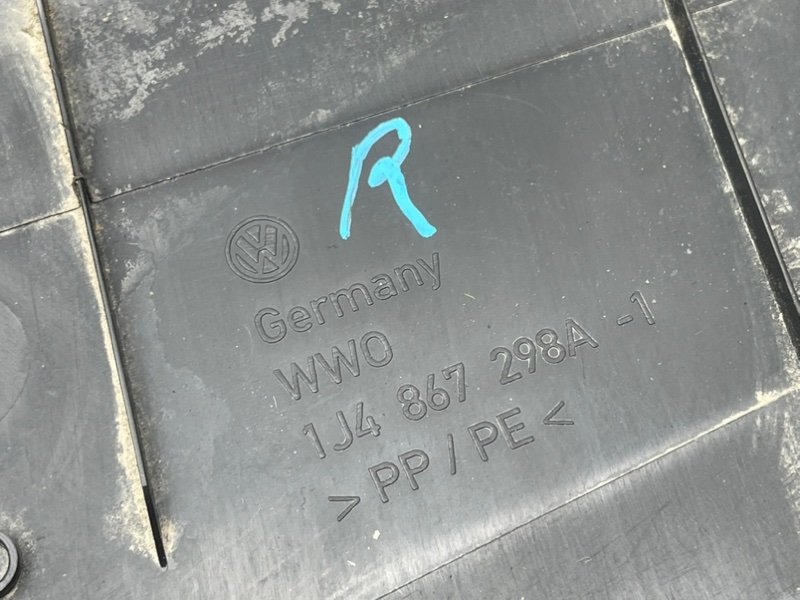 R
Germany
WWO
1J4 867 298A -1
>PP / PE<